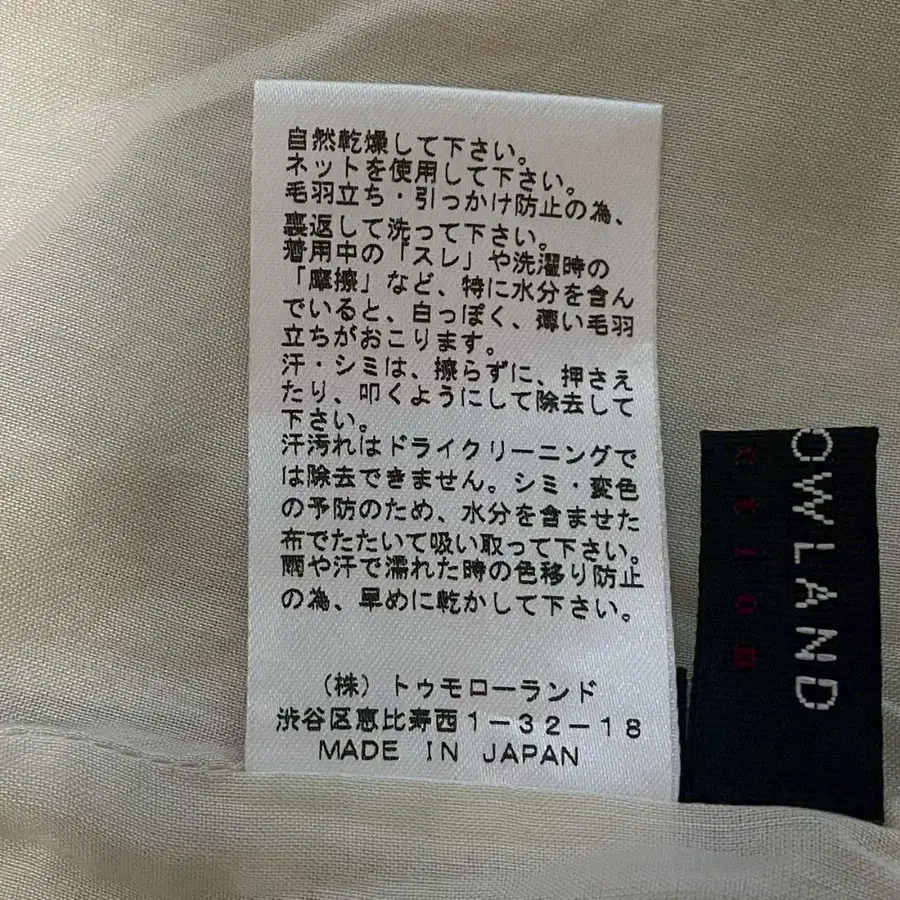 自然乾燥して下さい。
ネットを使用して下さい。
毛羽立ち・引っかけ防止の為、
裏返して洗って下さい。
着用中の「スレ」や洗濯時の
「摩擦」など、特に水分を含ん
でいると、白っぽく、薄い毛羽
立ちがおこります。
汗・シミは、擦らずに、押さえ
たり、叩くようにして除去して
下さい。
汗汚れはドライクリーニングで
は除去できません。シミ・変色
の予防のため、水分を含ませた
布でたたいて吸い取って下さい。
雨や汗で濡れた時の色移り防止
の為、早めに乾かして下さい。
(株)トゥモローランド
渋谷区恵比寿西1-32-18
MADE IN JAPAN
OWLAND
ction